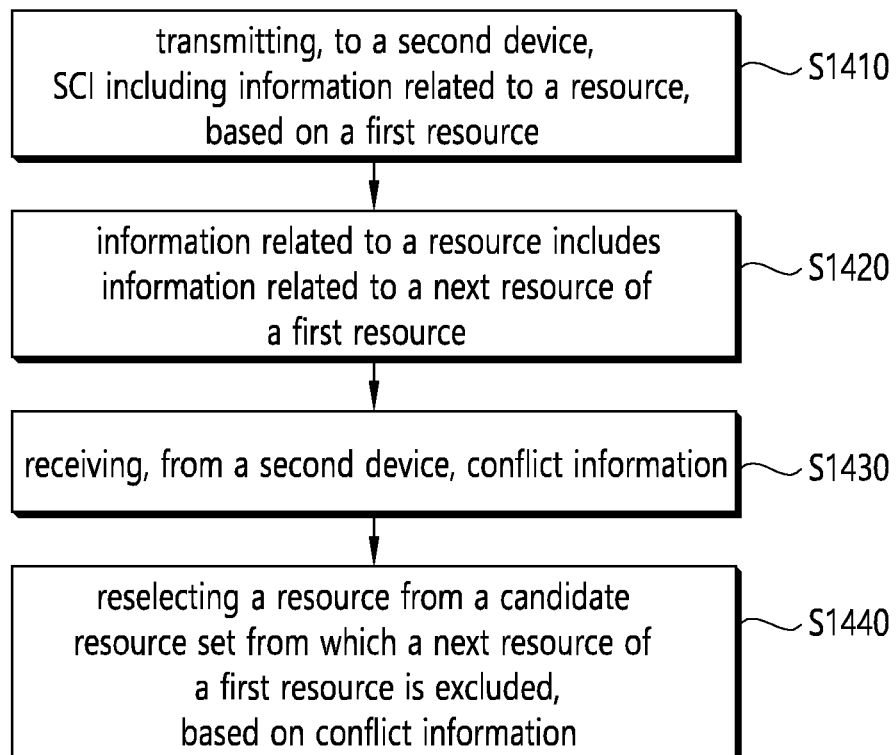 transmitting, to a second device,
SCI including information related to a resource,
based on a first resource
S1410
information related to a resource includes
information related to a next resource of
a first resource
S1420
receiving, from a second device, conflict information
S1430
reselecting a resource from a candidate
resource set from which a next resource of
a first resource is excluded,
based on conflict information
S1440